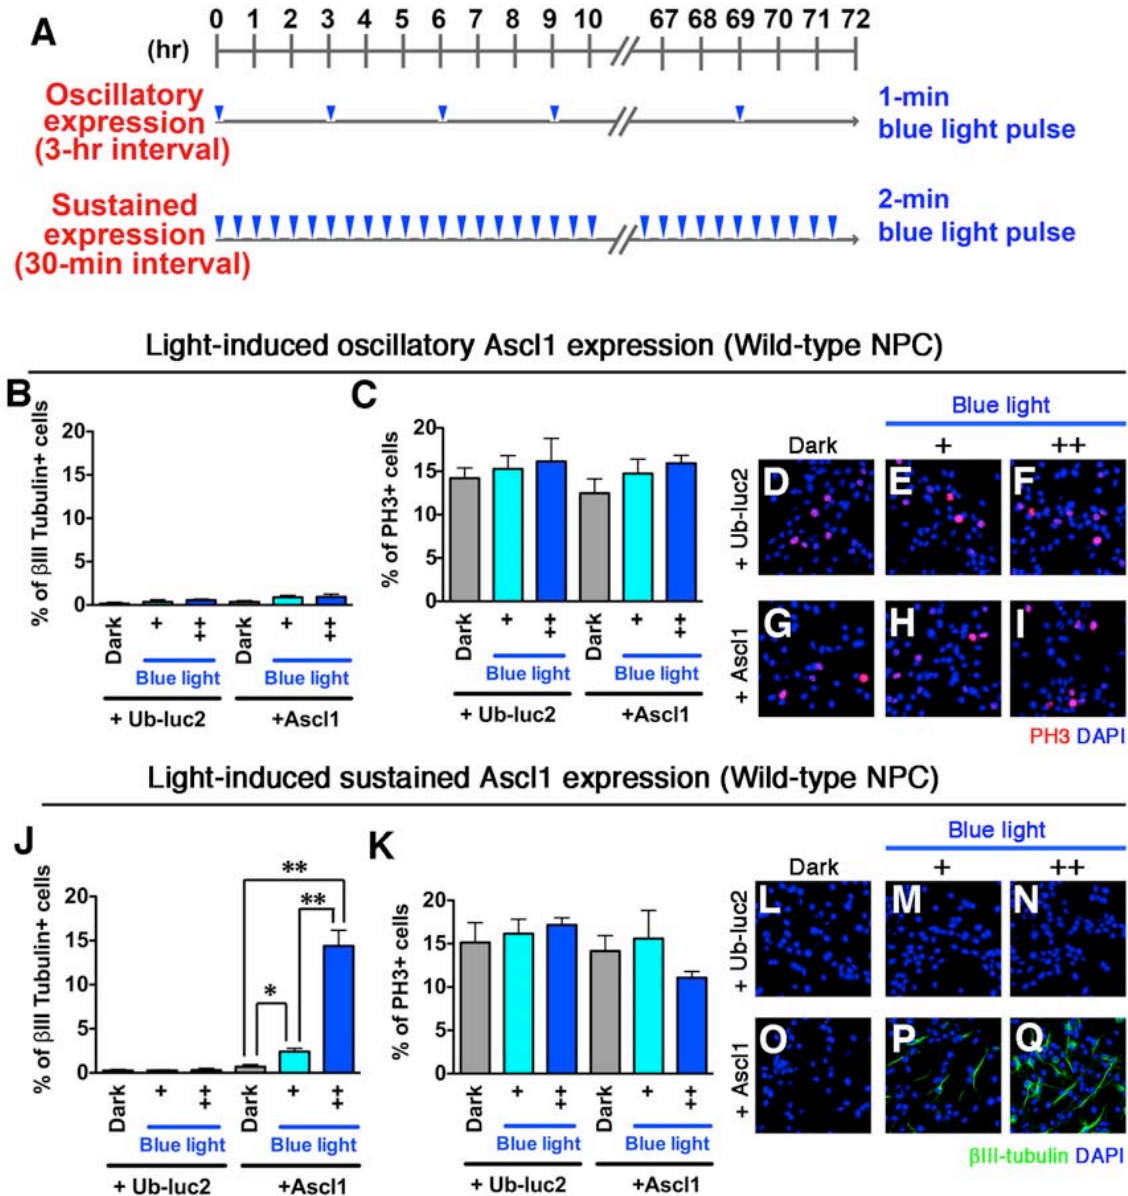 A
0 1 2 3 4 5 6 7 8 9 10 67 68 69 70 71 72
(hr)
Oscillatory
expression
(3-hr interval)
1-min
blue light pulse
Sustained
expression
(30-min interval)
2-min
blue light pulse
Light-induced oscillatory Ascl1 expression (Wild-type NPC)
B
% of βIII Tubulin+ cells
20
15
10
5
0
Dark + ++ Dark + ++
Blue light Blue light
+ Ub-luc2 +Ascl1
C
% of PH3+ cells
20
15
10
5
0
Dark + ++ Dark + ++
Blue light Blue light
+ Ub-luc2 +Ascl1
Blue light
Dark + ++
+ Ub-luc2
D E F
+ Ascl1
G H I
PH3 DAPI
Light-induced sustained Ascl1 expression (Wild-type NPC)
J
% of βIII Tubulin+ cells
20
15
10
5
0
**
**
*
Dark + ++ Dark + ++
Blue light Blue light
+ Ub-luc2 +Ascl1
K
% of PH3+ cells
20
15
10
5
0
Dark + ++ Dark + ++
Blue light Blue light
+ Ub-luc2 +Ascl1
Blue light
Dark + ++
+ Ub-luc2
L M N
+ Ascl1
O P Q
βIII-tubulin DAPI